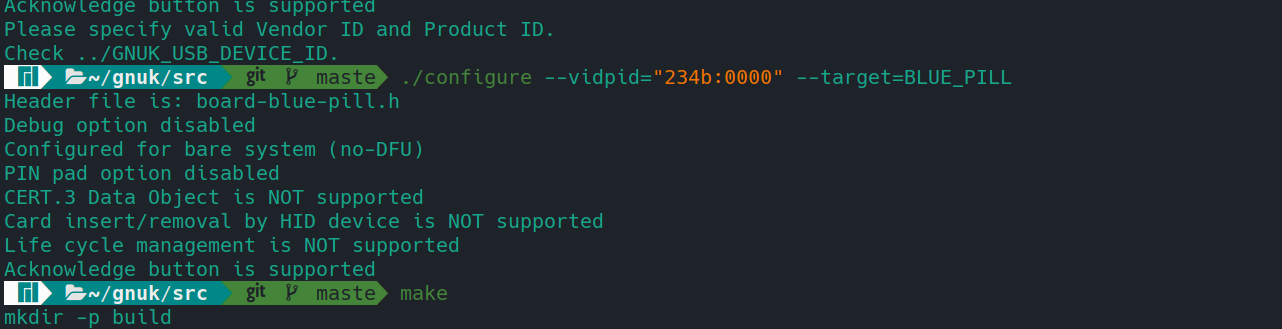 Acknowledge button is supported
Please specify valid Vendor ID and Product ID.
Check ../GNUK_USB_DEVICE_ID.
~/gnuk/src git maste ./configure --vidpid="234b:0000" --target=BLUE_PILL
Header file is: board-blue-pill.h
Debug option disabled
Configured for bare system (no-DFU)
PIN pad option disabled
CERT.3 Data Object is NOT supported
Card insert/removal by HID device is NOT supported
Life cycle management is NOT supported
Acknowledge button is supported
~/gnuk/src git maste make
mkdir -p build